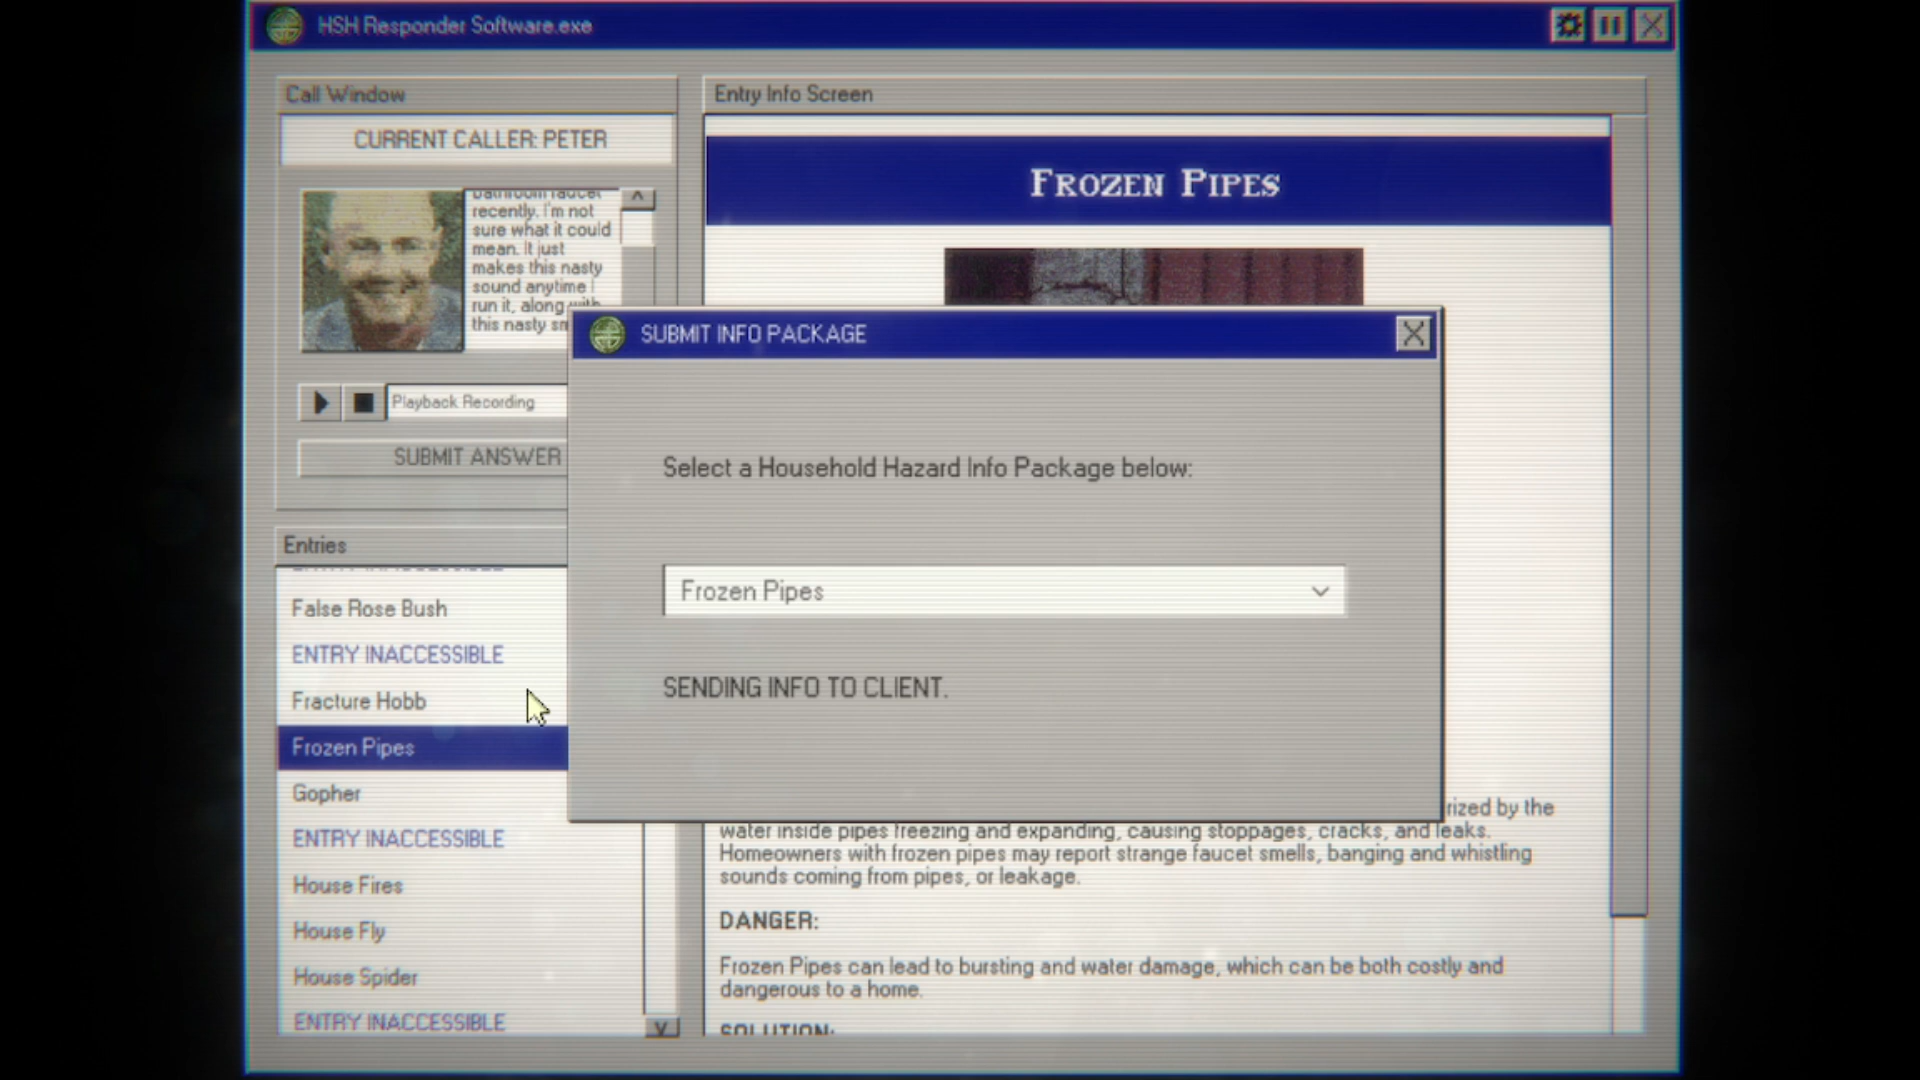 HSH Responder Software.exe
Call Window
CURRENT CALLER: PETER
bathroom faucet
recently. I'm not
sure what it could
mean. It just
makes this nasty
sound anytime I
run it, along with
this nasty
Playback Recording
SUBMIT ANSWER
Entries
ENTRY INACCESSIBLE
False Rose Bush
ENTRY INACCESSIBLE
Fracture Hobb
Frozen Pipes
Gopher
ENTRY INACCESSIBLE
House Fires
House Fly
House Spider
ENTRY INACCESSIBLE
Entry Info Screen
FROZEN PIPES
SUBMIT INFO PACKAGE
Select a Household Hazard Info Package below:
Frozen Pipes
SENDING INFO TO CLIENT.
rized by the
water inside pipes freezing and expanding, causing stoppages, cracks, and leaks.
Homeowners with frozen pipes may report strange faucet smells, banging and whistling
sounds coming from pipes, or leakage.
DANGER:
Frozen Pipes can lead to bursting and water damage, which can be both costly and
dangerous to a home.
SOLUTION: